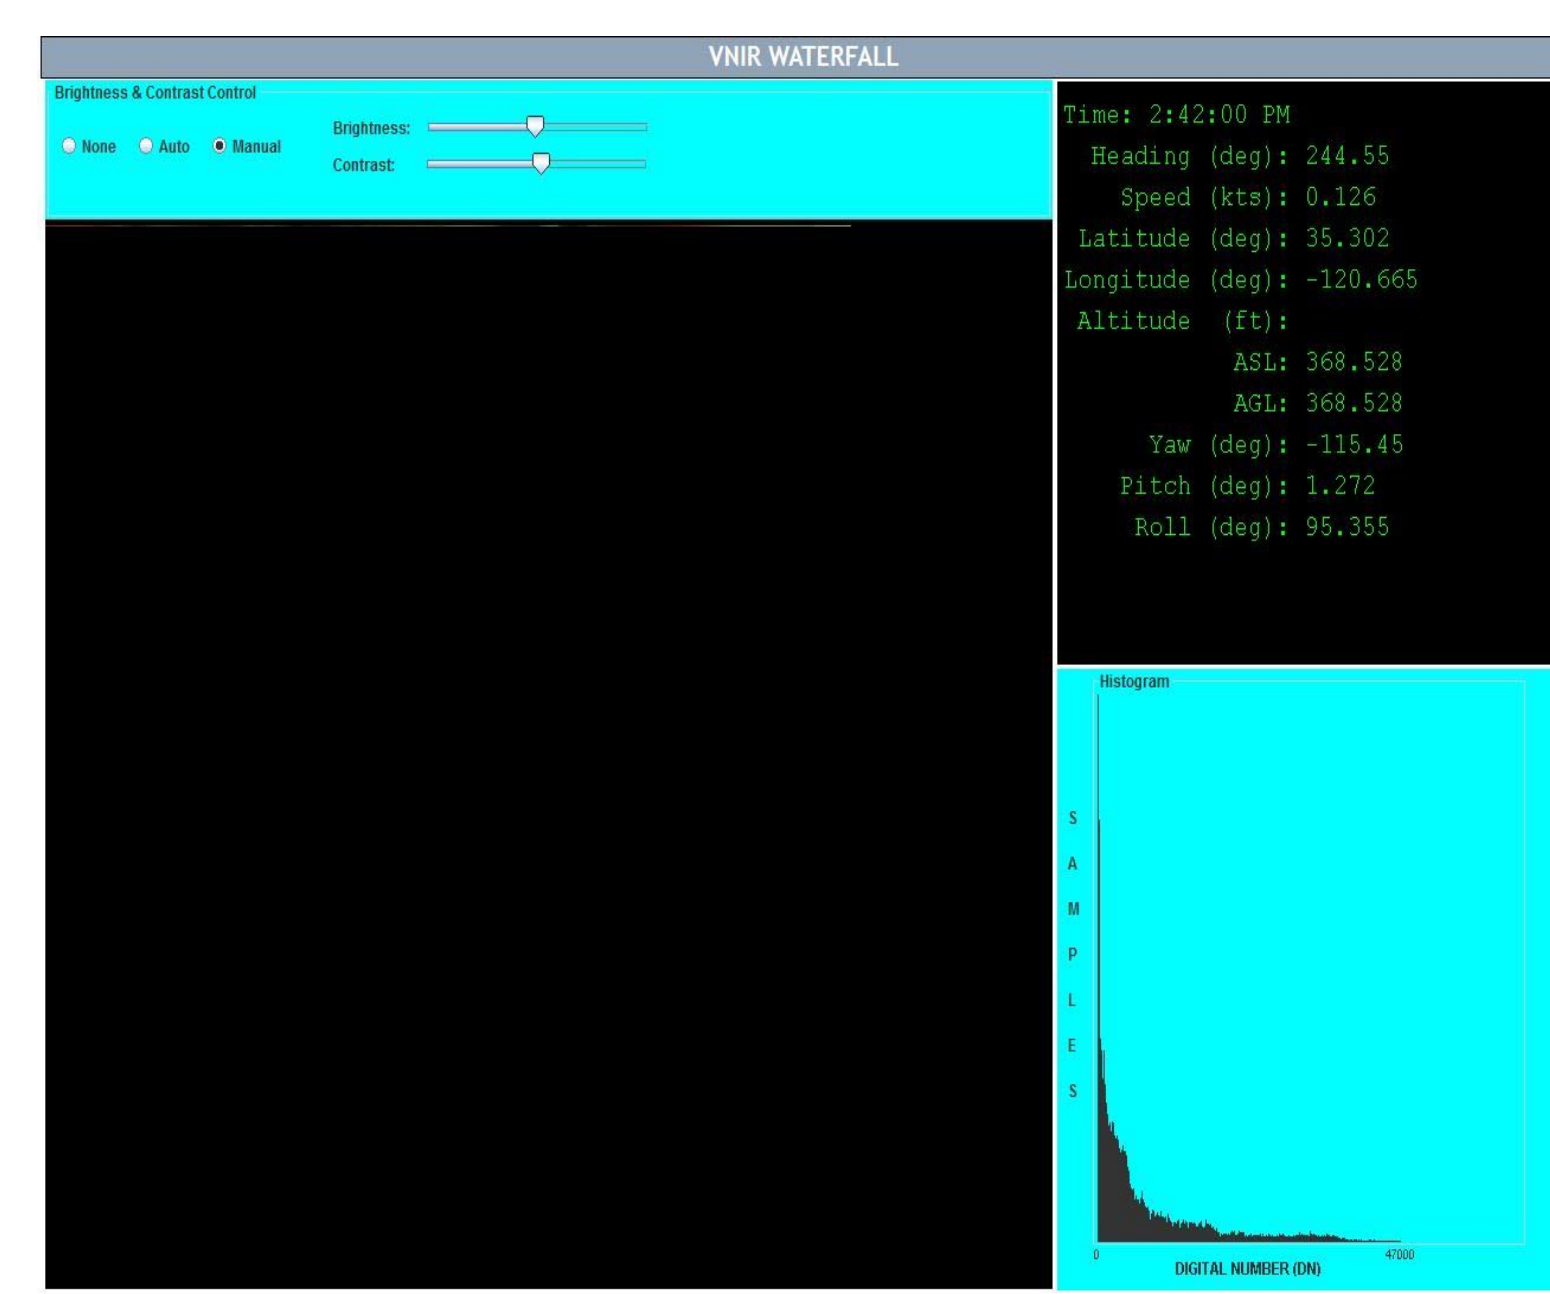 VNIR WATERFALL
Brightness & Contrast Control
None Auto Manual
Brightness:
Contrast:
Time: 2:42:00 PM
Heading (deg): 244.55
Speed (kts): 0.126
Latitude (deg): 35.302
Longitude (deg): -120.665
Altitude (ft):
ASL: 368.528
AGL: 368.528
Yaw (deg): -115.45
Pitch (deg): 1.272
Roll (deg): 95.355
Histogram
SAMPLES
0 47000
DIGITAL NUMBER (DN)